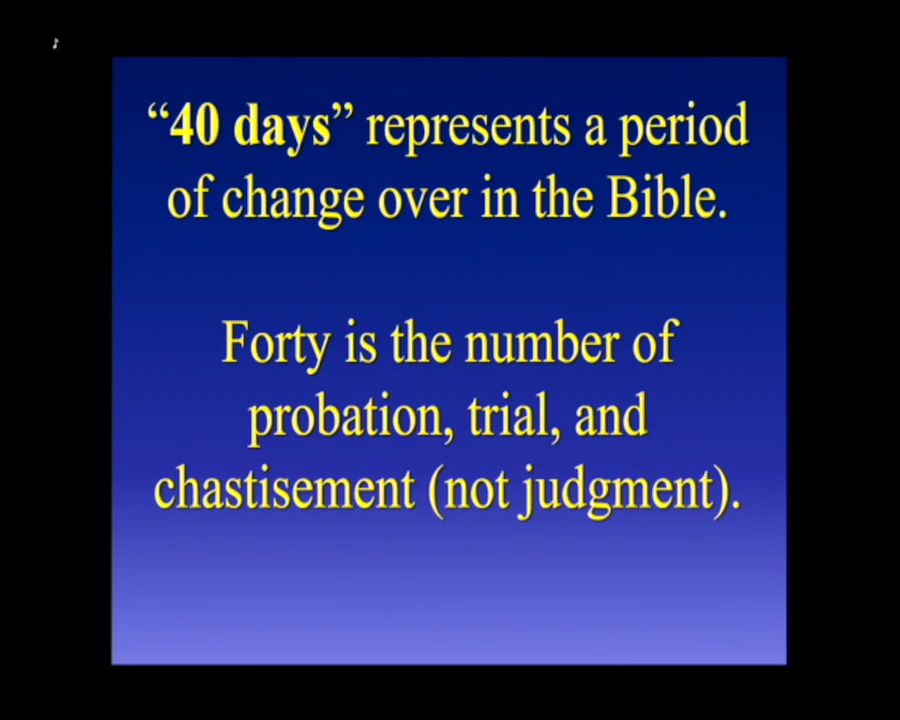 “40 days” represents a period
of change over in the Bible.
Forty is the number of
probation, trial, and
chastisement (not judgment).